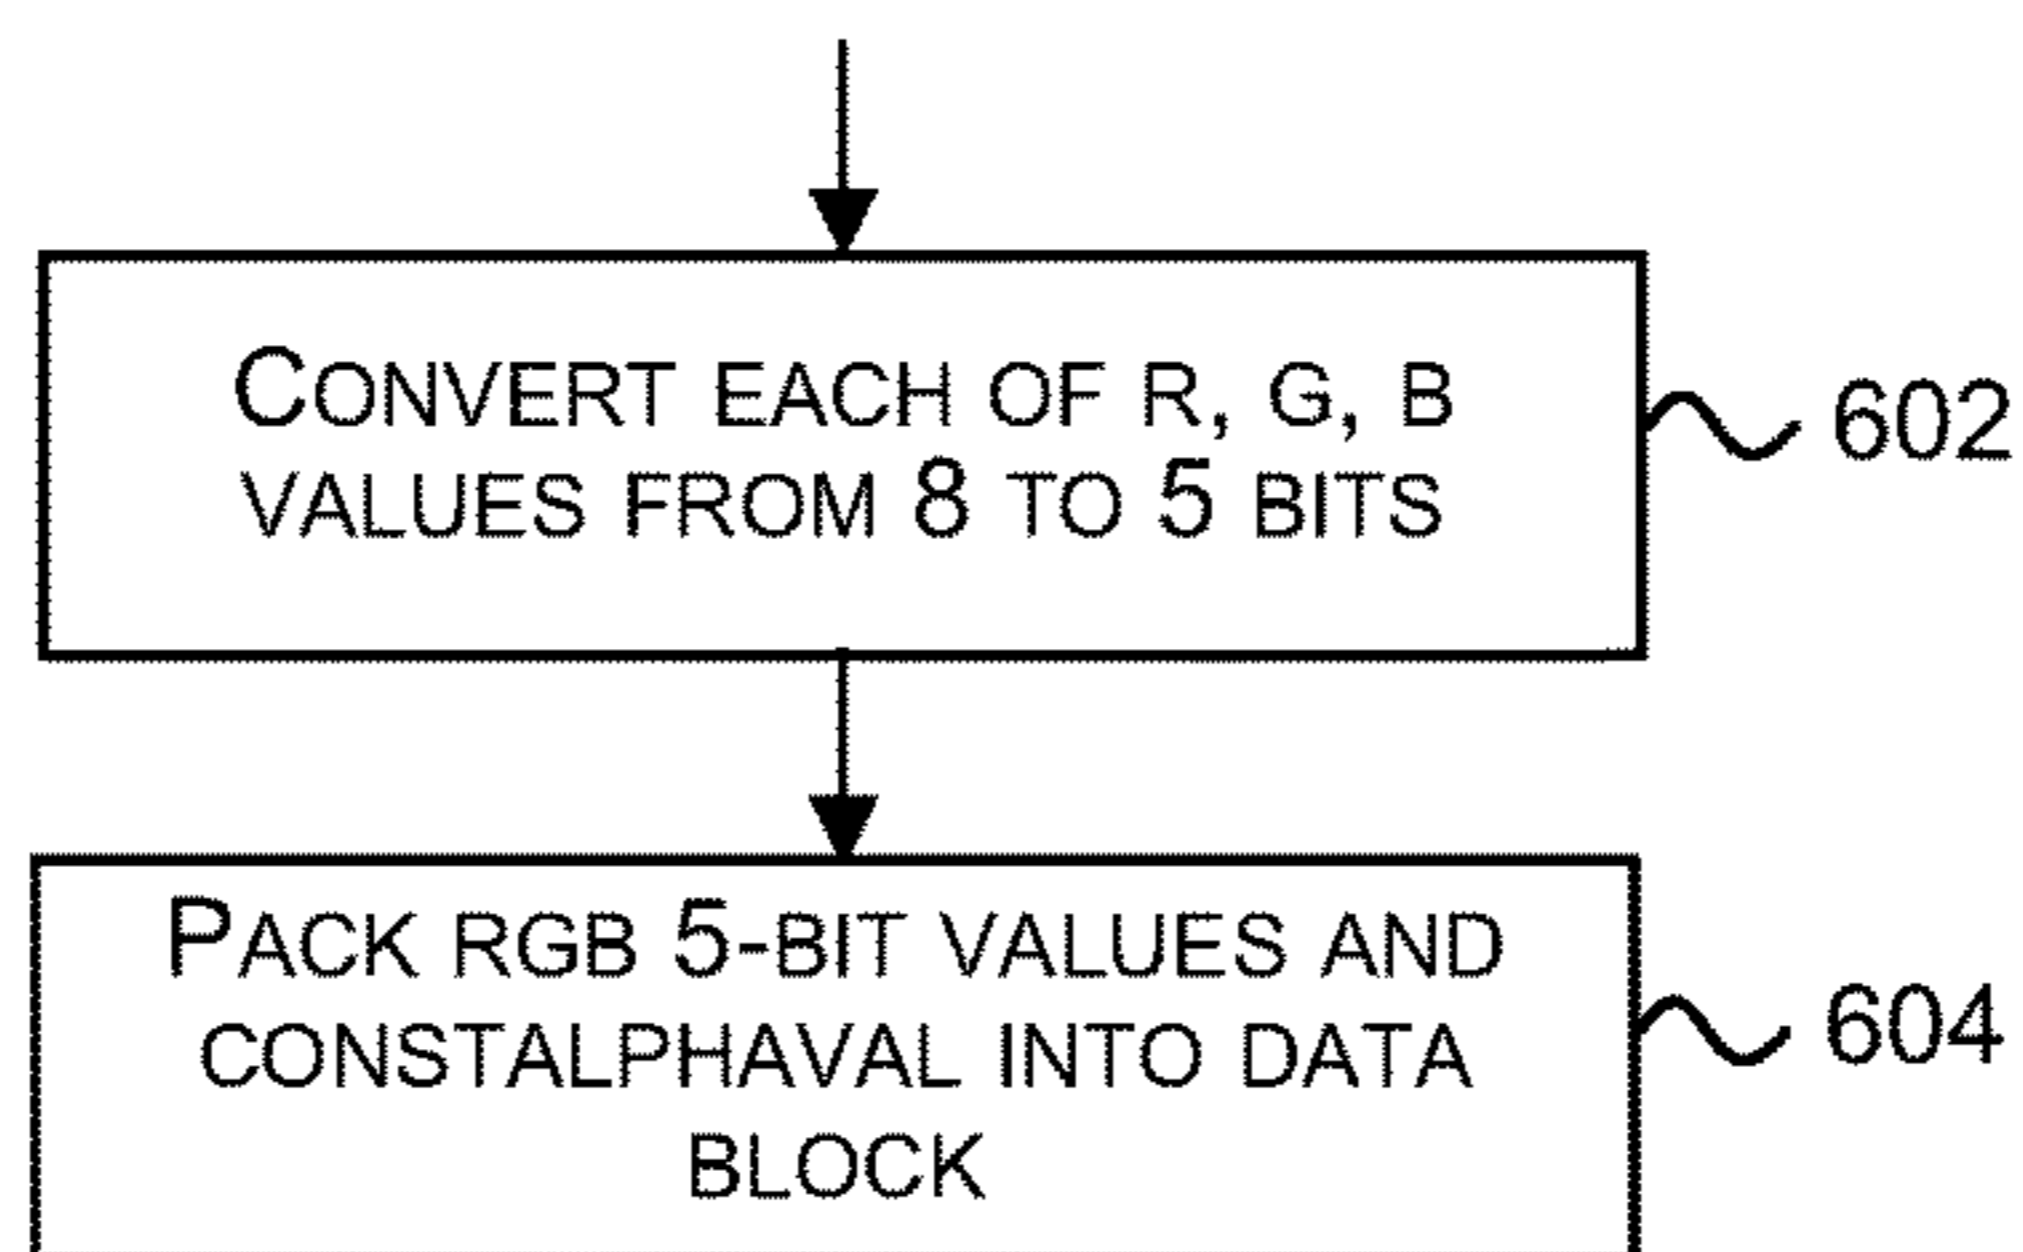 CONVERT EACH OF R, G, B
VALUES FROM 8 TO 5 BITS
602
PACK RGB 5-BIT VALUES AND
CONSTALPHAVAL INTO DATA
BLOCK
604